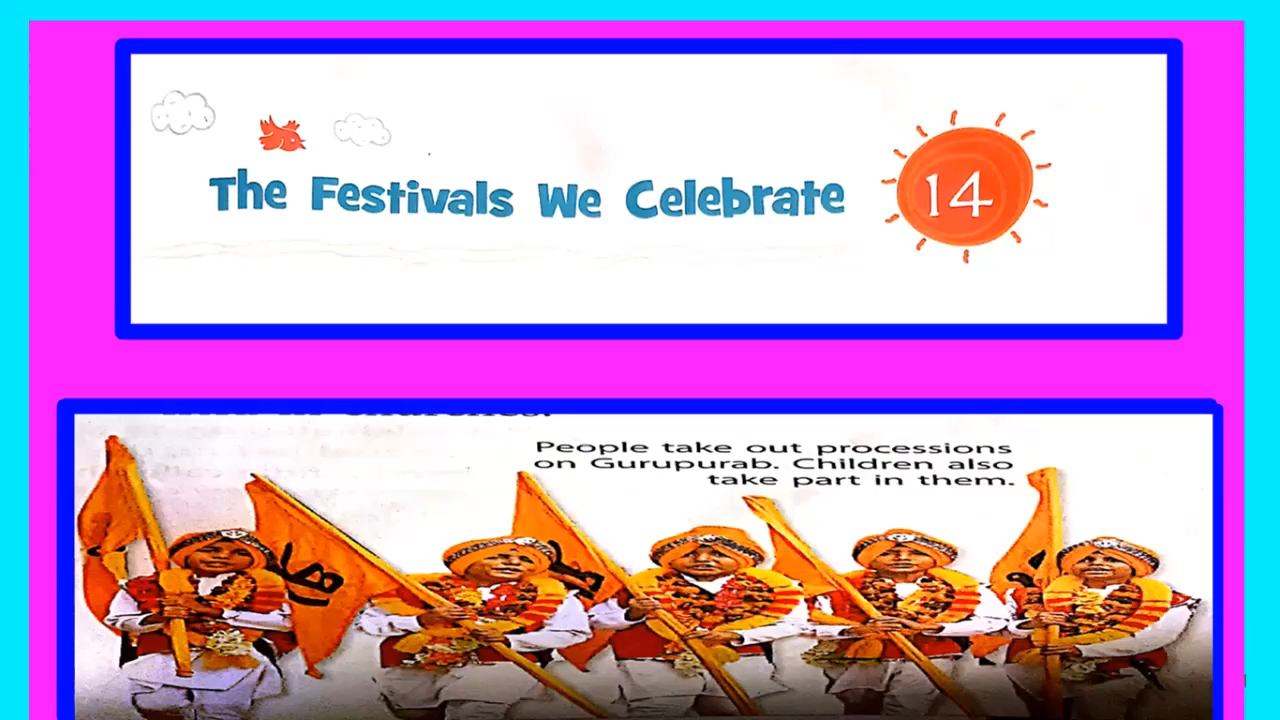 The Festivals We Celebrate
14
People take out processions
on Gurupurab. Children also
take part in them.